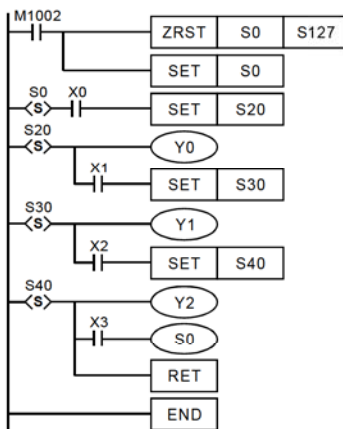 M1002
ZRST S0 S127
SET S0
S0 X0
S SET S20
S20
S Y0
X1
SET S30
S30
S Y1
X2
SET S40
S40
S Y2
X3
S0
RET
END